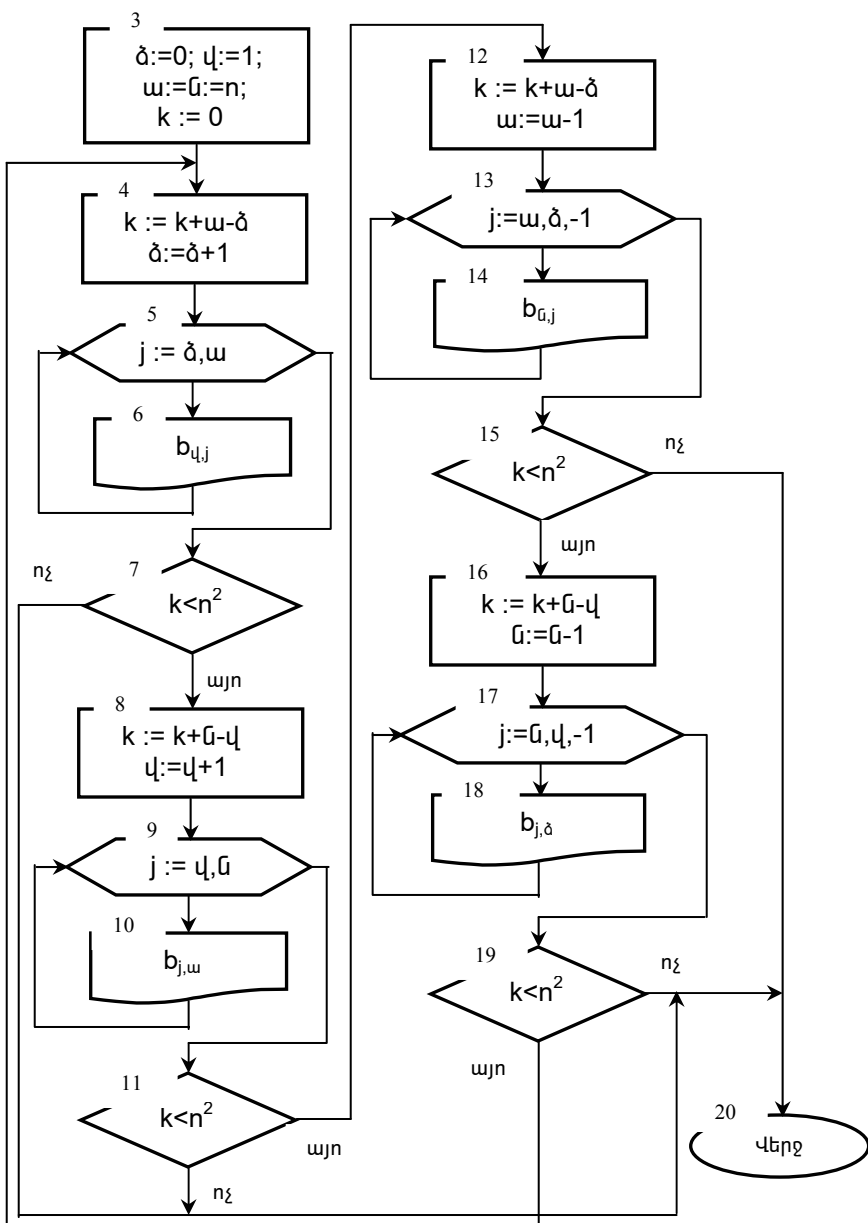 3
ձ:=0; վ:=1;
ա:=ն:=n;
k := 0
4
k := k+ա-ձ
ձ:=ձ+1
5
j := ձ,ա
6
bվ,j
7
k<n²
ոչ
այո
8
k := k+ն-վ
վ:=վ+1
9
j := վ,ն
10
bj,ա
11
k<n²
այո
ոչ
12
k := k+ա-ձ
ա:=ա-1
13
j:=ա,ձ,-1
14
bն,j
15
k<n²
ոչ
այո
16
k := k+ն-վ
ն:=ն-1
17
j:=ն,վ,-1
18
bj,ձ
19
k<n²
ոչ
այո
20
Վերջ